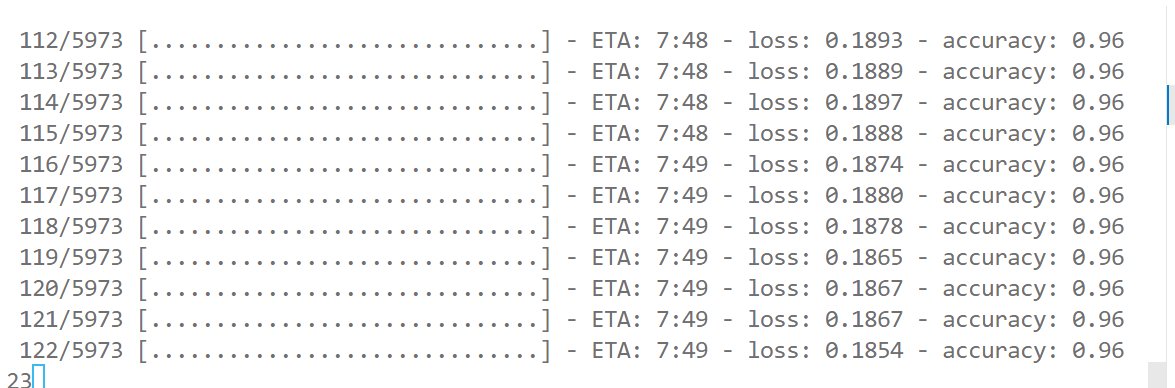 112/5973 [..............................] - ETA: 7:48 - loss: 0.1893 - accuracy: 0.96
113/5973 [..............................] - ETA: 7:48 - loss: 0.1889 - accuracy: 0.96
114/5973 [..............................] - ETA: 7:48 - loss: 0.1897 - accuracy: 0.96
115/5973 [..............................] - ETA: 7:48 - loss: 0.1888 - accuracy: 0.96
116/5973 [..............................] - ETA: 7:49 - loss: 0.1874 - accuracy: 0.96
117/5973 [..............................] - ETA: 7:49 - loss: 0.1880 - accuracy: 0.96
118/5973 [..............................] - ETA: 7:49 - loss: 0.1878 - accuracy: 0.96
119/5973 [..............................] - ETA: 7:49 - loss: 0.1865 - accuracy: 0.96
120/5973 [..............................] - ETA: 7:49 - loss: 0.1867 - accuracy: 0.96
121/5973 [..............................] - ETA: 7:49 - loss: 0.1867 - accuracy: 0.96
122/5973 [..............................] - ETA: 7:49 - loss: 0.1854 - accuracy: 0.96
23